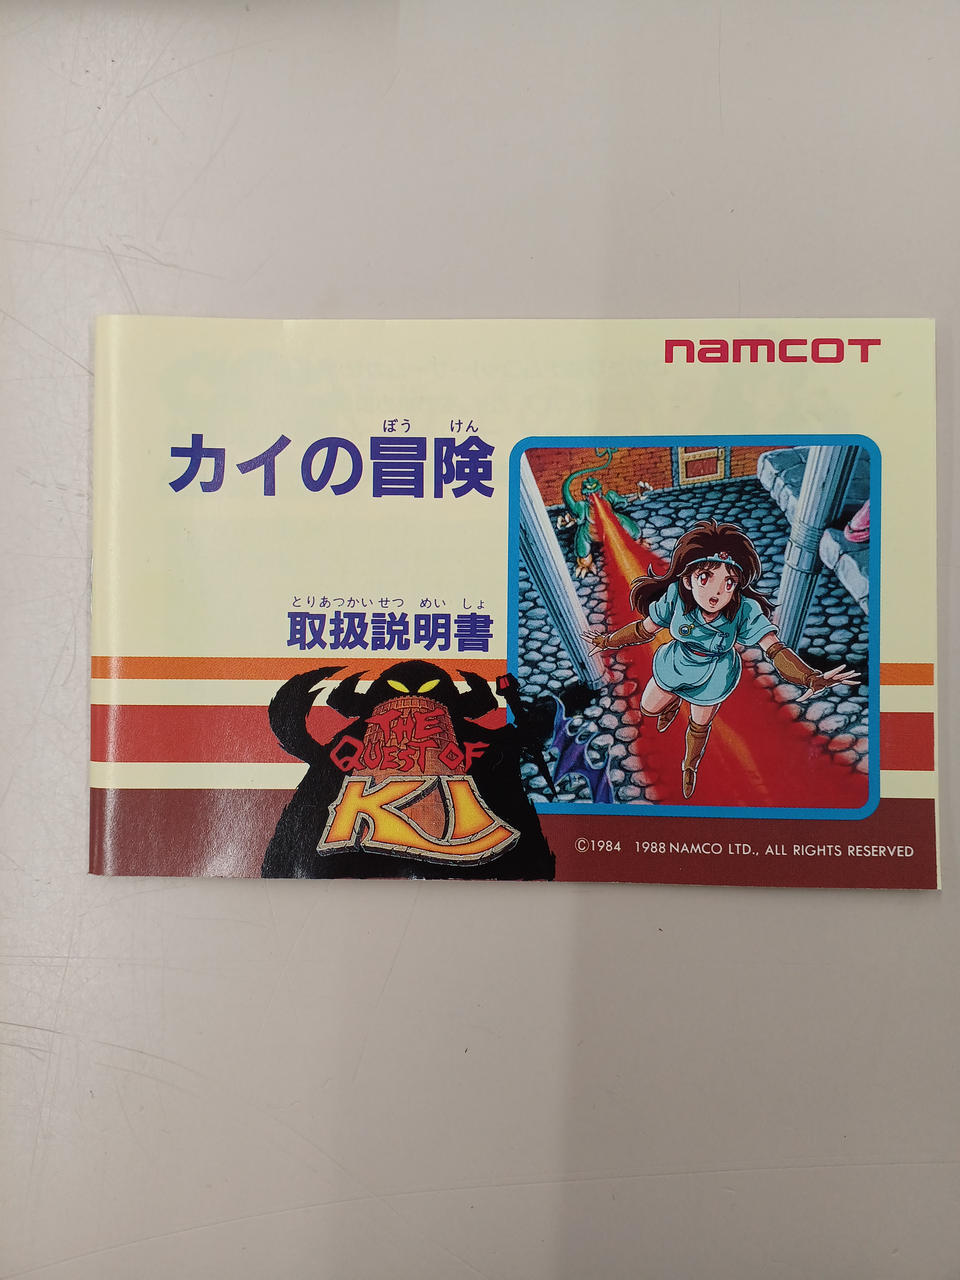 namcot
ぼう けん
カイの冒険
とりあつかいせつ めい しょ
取扱説明書
THE
QUEST OF
KI
©1984 1988 NAMCO LTD., ALL RIGHTS RESERVED